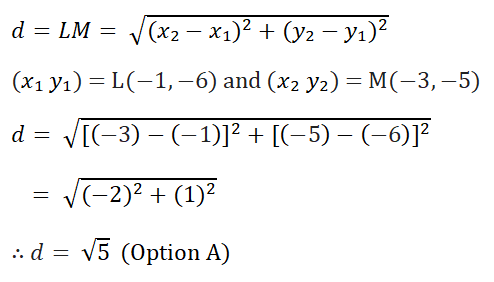 d = LM = √(x₂ − x₁)² + (y₂ − y₁)²
(x₁ y₁) = L(−1, −6) and (x₂ y₂) = M(−3, −5)
d = √[(−3) − (−1)]² + [(−5) − (−6)]²
= √(−2)² + (1)²
∴ d = √5 (Option A)